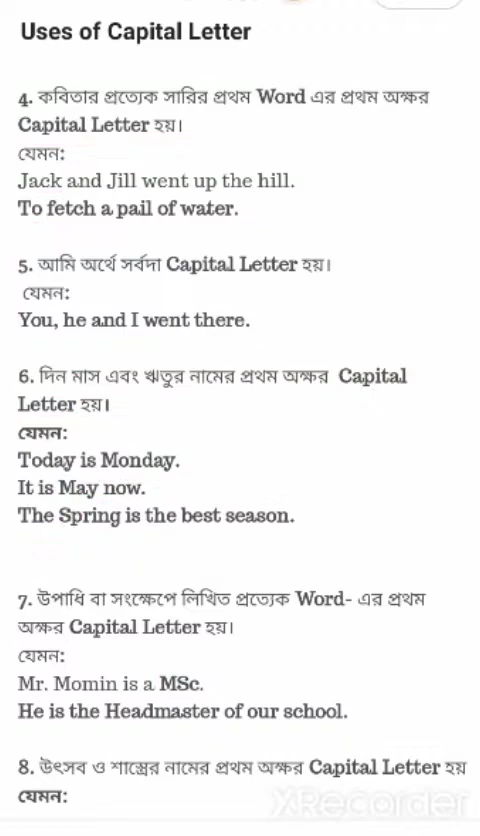 Uses of Capital Letter
4. কবিতার প্রত্যেক সারির প্রথম Word এর প্রথম অক্ষর
Capital Letter হয়।
যেমন:
Jack and Jill went up the hill.
To fetch a pail of water.
5. আমি অর্থে সর্বদা Capital Letter হয়।
যেমন:
You, he and I went there.
6. দিন মাস এবং ঋতুর নামের প্রথম অক্ষর Capital
Letter হয়।
যেমন:
Today is Monday.
It is May now.
The Spring is the best season.
7. উপাধি বা সংক্ষেপে লিখিত প্রত্যেক Word- এর প্রথম
অক্ষর Capital Letter হয়।
যেমন:
Mr. Momin is a MSc.
He is the Headmaster of our school.
8. উৎসব ও শাস্ত্রের নামের প্রথম অক্ষর Capital Letter হয়
যেমন:
XRecorder